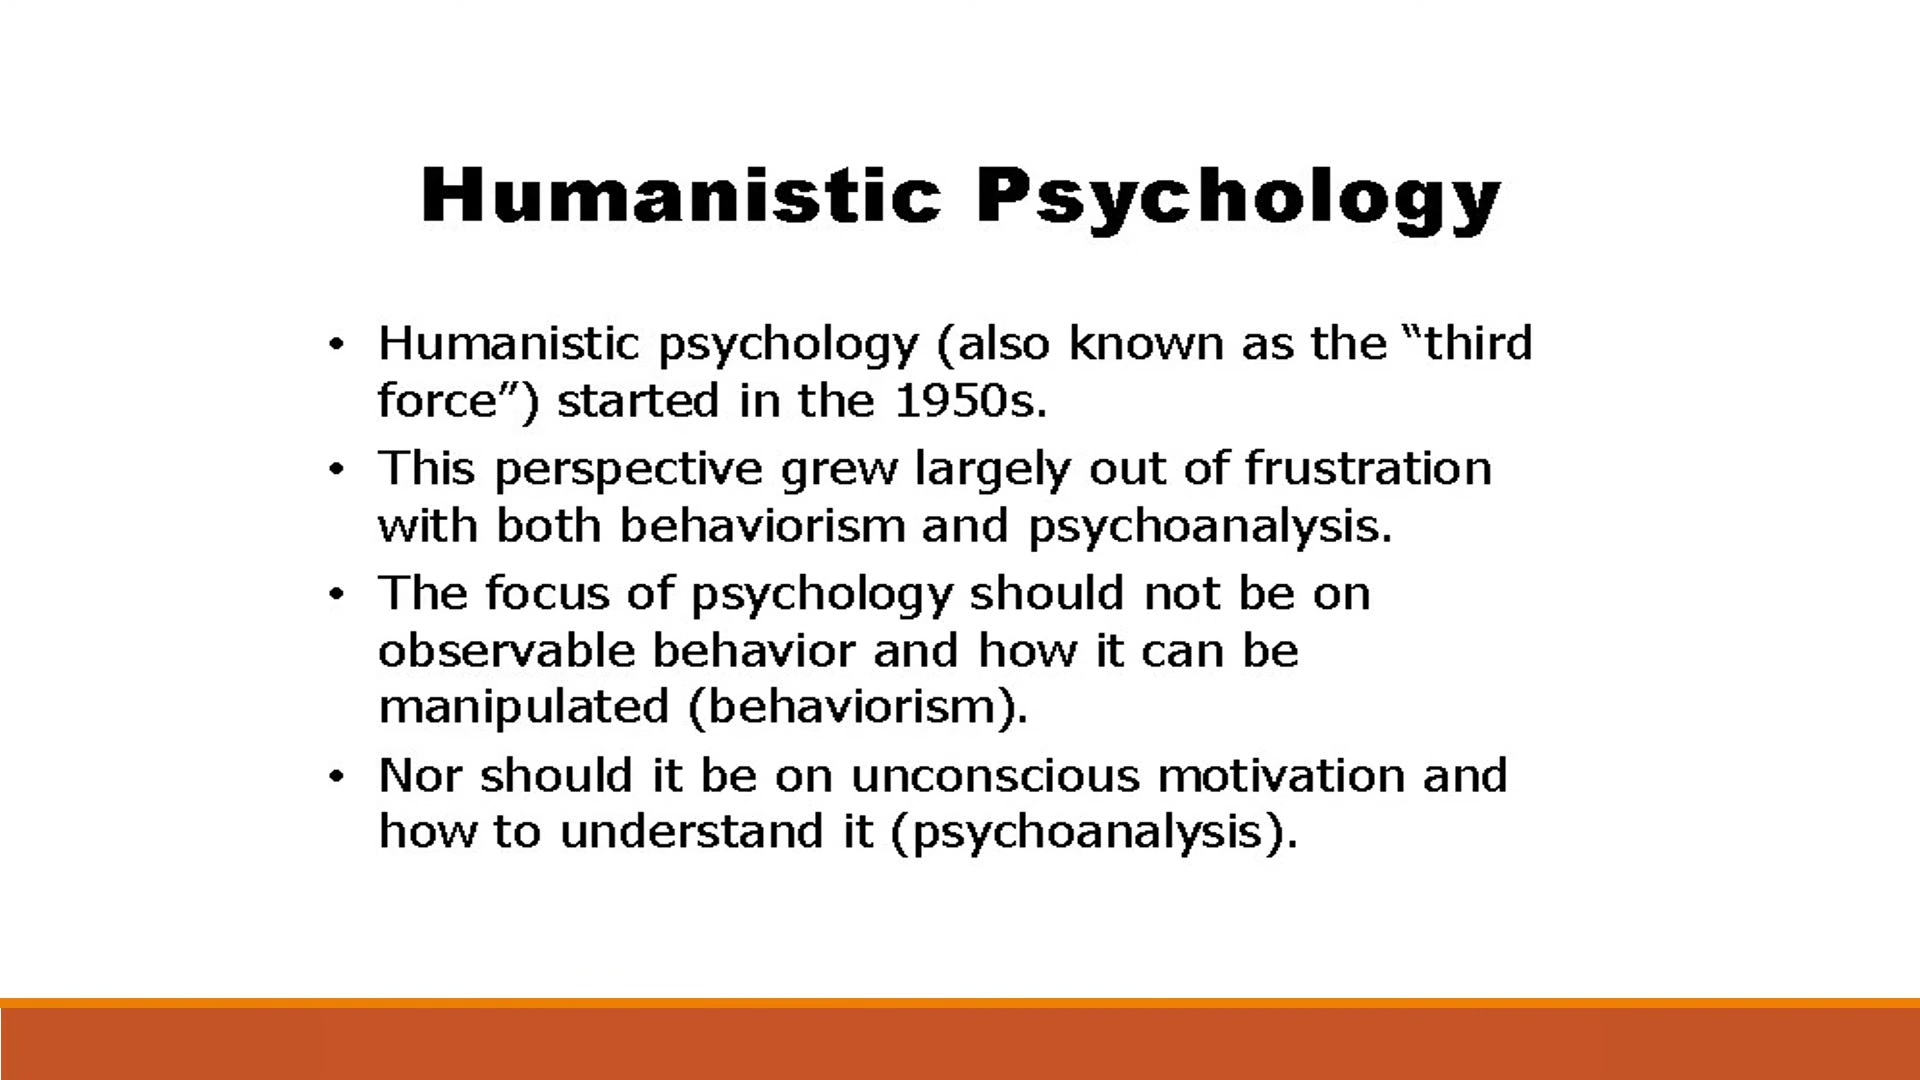 Humanistic Psychology
• Humanistic psychology (also known as the “third
force”) started in the 1950s.
• This perspective grew largely out of frustration
with both behaviorism and psychoanalysis.
• The focus of psychology should not be on
observable behavior and how it can be
manipulated (behaviorism).
• Nor should it be on unconscious motivation and
how to understand it (psychoanalysis).